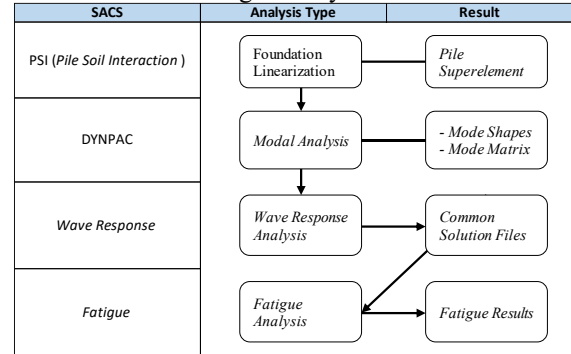 SACS Analysis Type Result
PSI (Pile Soil Interaction )
Foundation
Linearization
Pile
Superelement
DYNPAC
Modal Analysis
- Mode Shapes
- Mode Matrix
Wave Response
Wave Response
Analysis
Common
Solution Files
Fatigue
Fatigue
Analysis
Fatigue Results